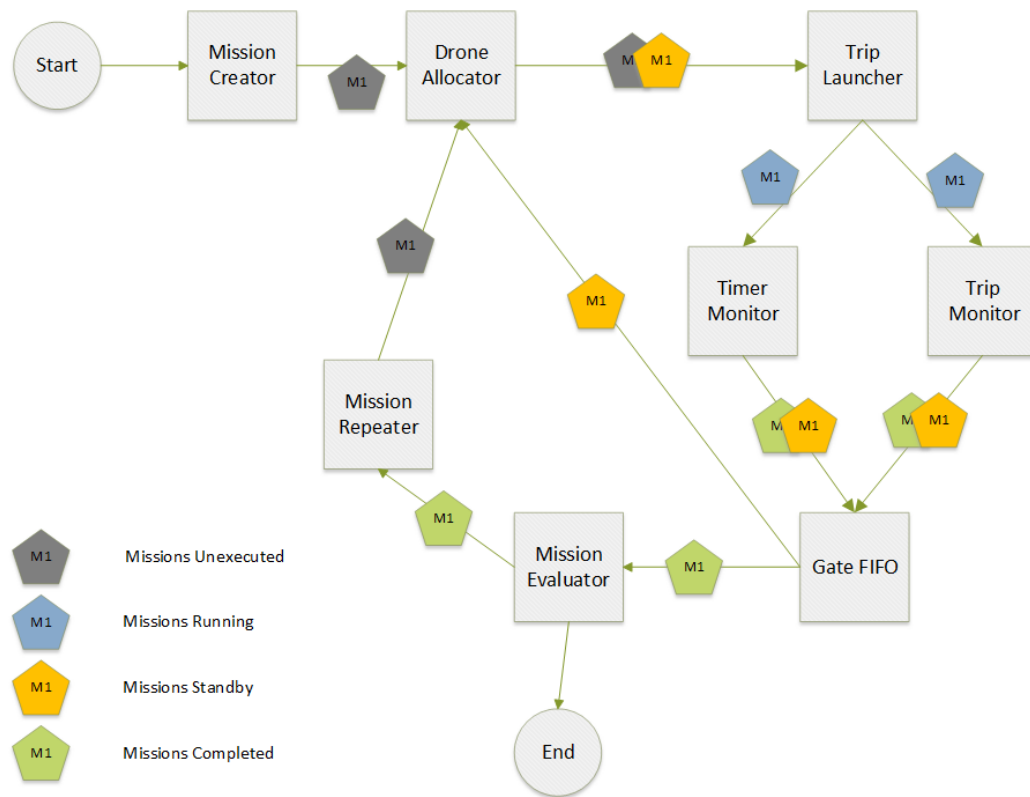 Start
Mission
Creator
M1
Drone
Allocator
M
M1
Trip
Launcher
M1
M1
M1
M1
Timer
Monitor
Trip
Monitor
Mission
Repeater
M
M1
M
M1
M1
M1
Mission
Evaluator
Gate FIFO
M1 Missions Unexecuted
M1 Missions Running
M1 Missions Standby
M1 Missions Completed
End